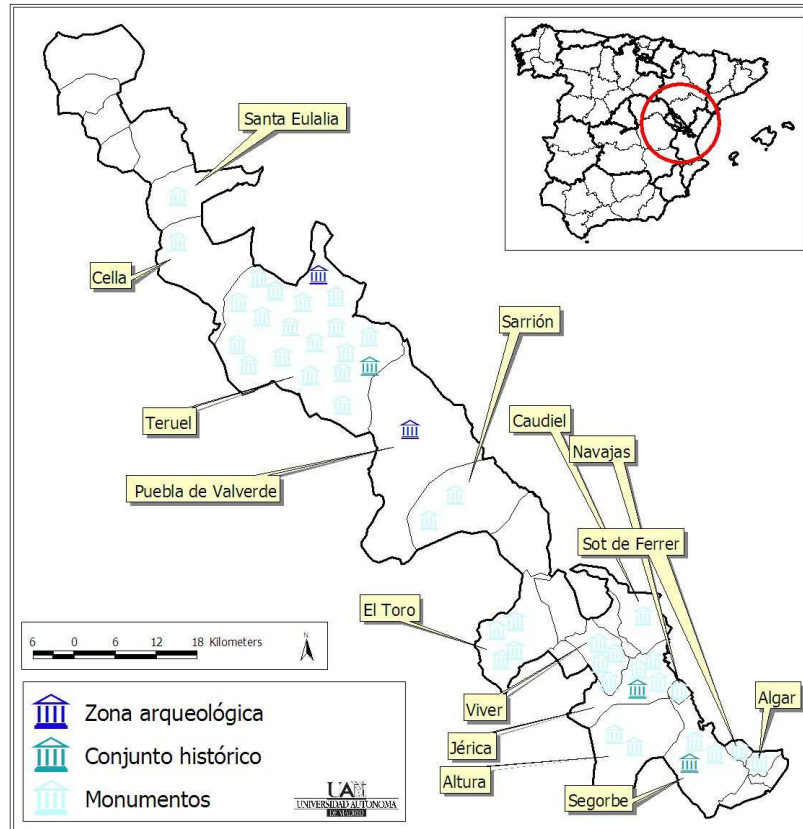 Santa Eulalia
Cella
Sarrión
Teruel
Caudiel
Navajas
Puebla de Valverde
Sot de Ferrer
El Toro
6 0 6 12 18 Kilometers
N
Viver
Algar
Jérica
Altura
Segorbe
Zona arqueológica
Conjunto histórico
Monumentos
UAM
UNIVERSIDAD AUTONOMA
DE MADRID